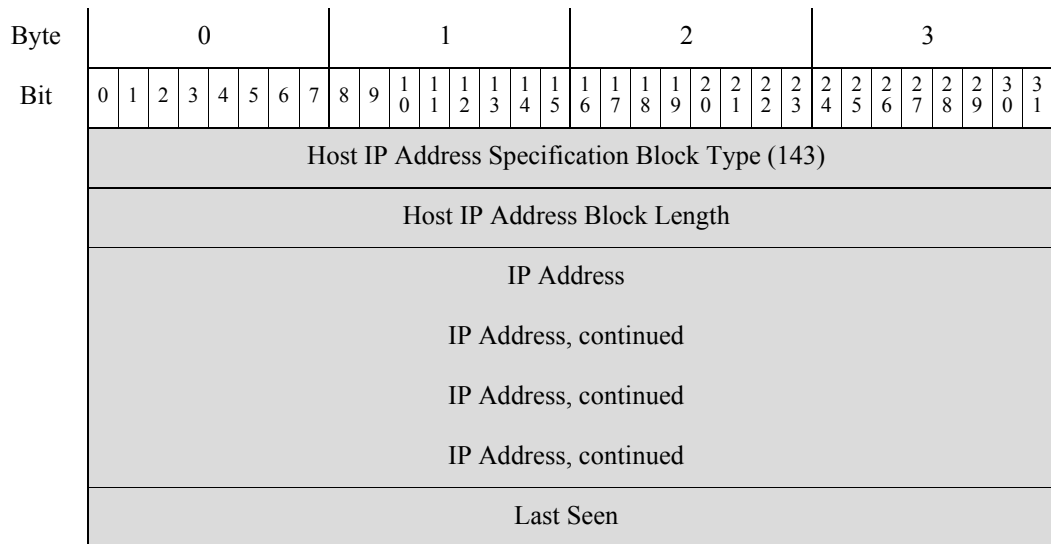 Byte 0 1 2 3
Bit 0 1 2 3 4 5 6 7 8 9 10 11 12 13 14 15 16 17 18 19 20 21 22 23 24 25 26 27 28 29 30 31
Host IP Address Specification Block Type (143)
Host IP Address Block Length
IP Address
IP Address, continued
IP Address, continued
IP Address, continued
Last Seen